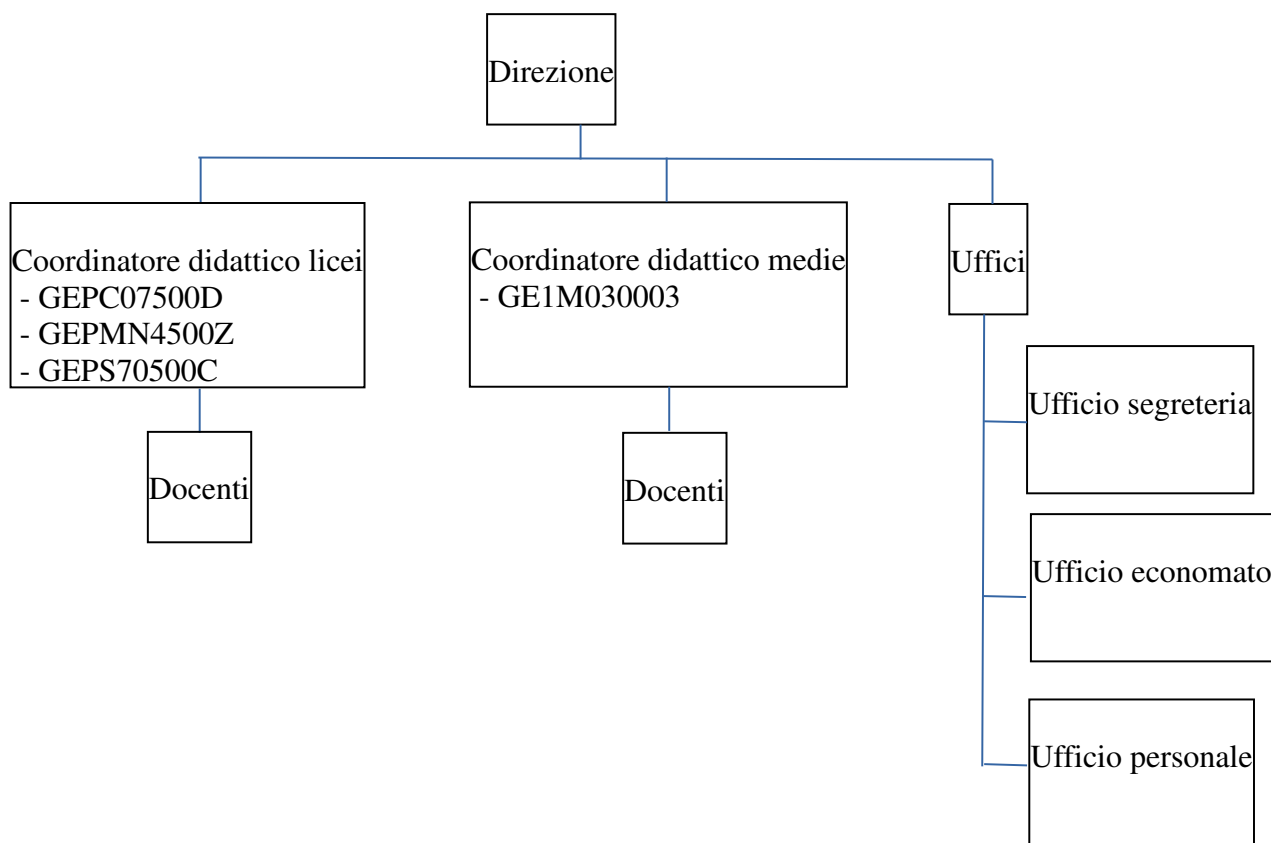 Direzione
Coordinatore didattico licei
- GEPC07500D
- GEPMN4500Z
- GEPS70500C
Coordinatore didattico medie
- GE1M030003
Uffici
Docenti
Docenti
Ufficio segreteria
Ufficio economato
Ufficio personale